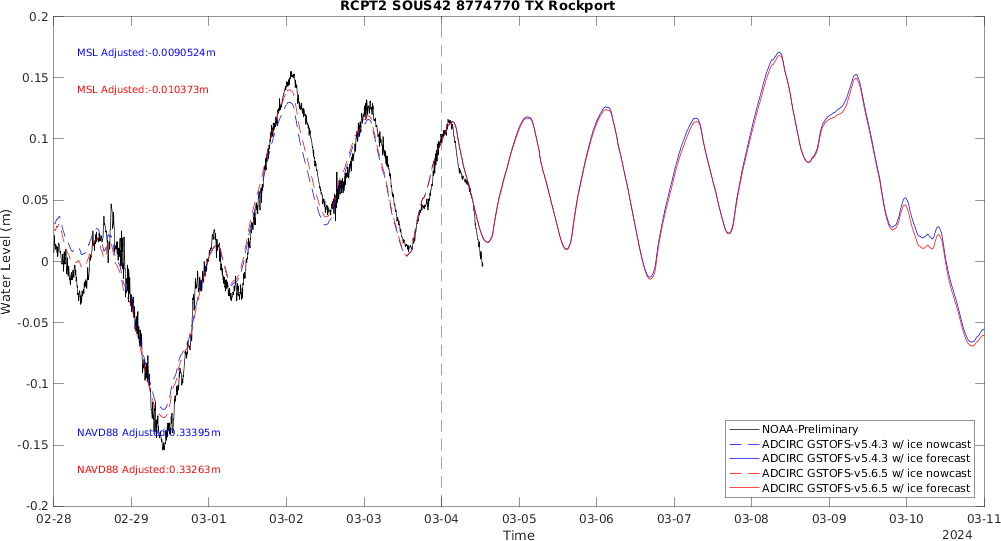 RCPT2 SOUS42 8774770 TX Rockport
0.2
0.15
0.1
0.05
0
-0.05
-0.1
-0.15
-0.2
Water Level (m)
MSL Adjusted:-0.0090524m
MSL Adjusted:-0.010373m
NAVD88 Adjusted:0.33395m
NAVD88 Adjusted:0.33263m
NOAA-Preliminary
ADCIRC GSTOFS-v5.4.3 w/ ice nowcast
ADCIRC GSTOFS-v5.4.3 w/ ice forecast
ADCIRC GSTOFS-v5.6.5 w/ ice nowcast
ADCIRC GSTOFS-v5.6.5 w/ ice forecast
02-28 02-29 03-01 03-02 03-03 03-04 03-05 03-06 03-07 03-08 03-09 03-10 03-11
Time
2024